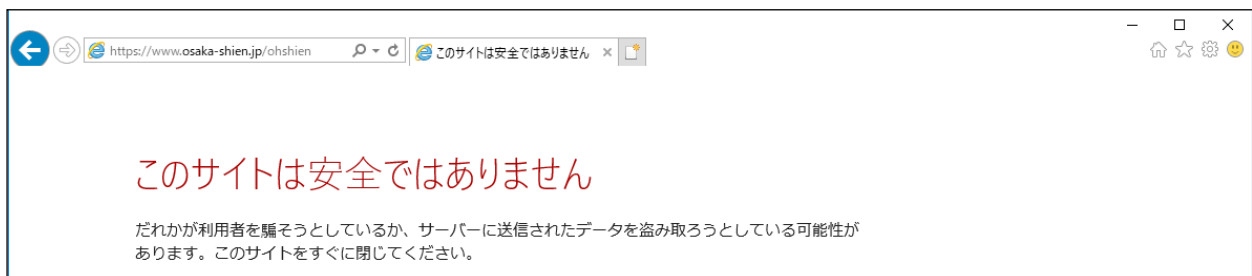 https://www.osaka-shien.jp/ohshien
このサイトは安全ではありません
このサイトは安全ではありません
だれかが利用者を騙そうとしているか、サーバーに送信されたデータを盗み取ろうとしている可能性が
あります。このサイトをすぐに閉じてください。